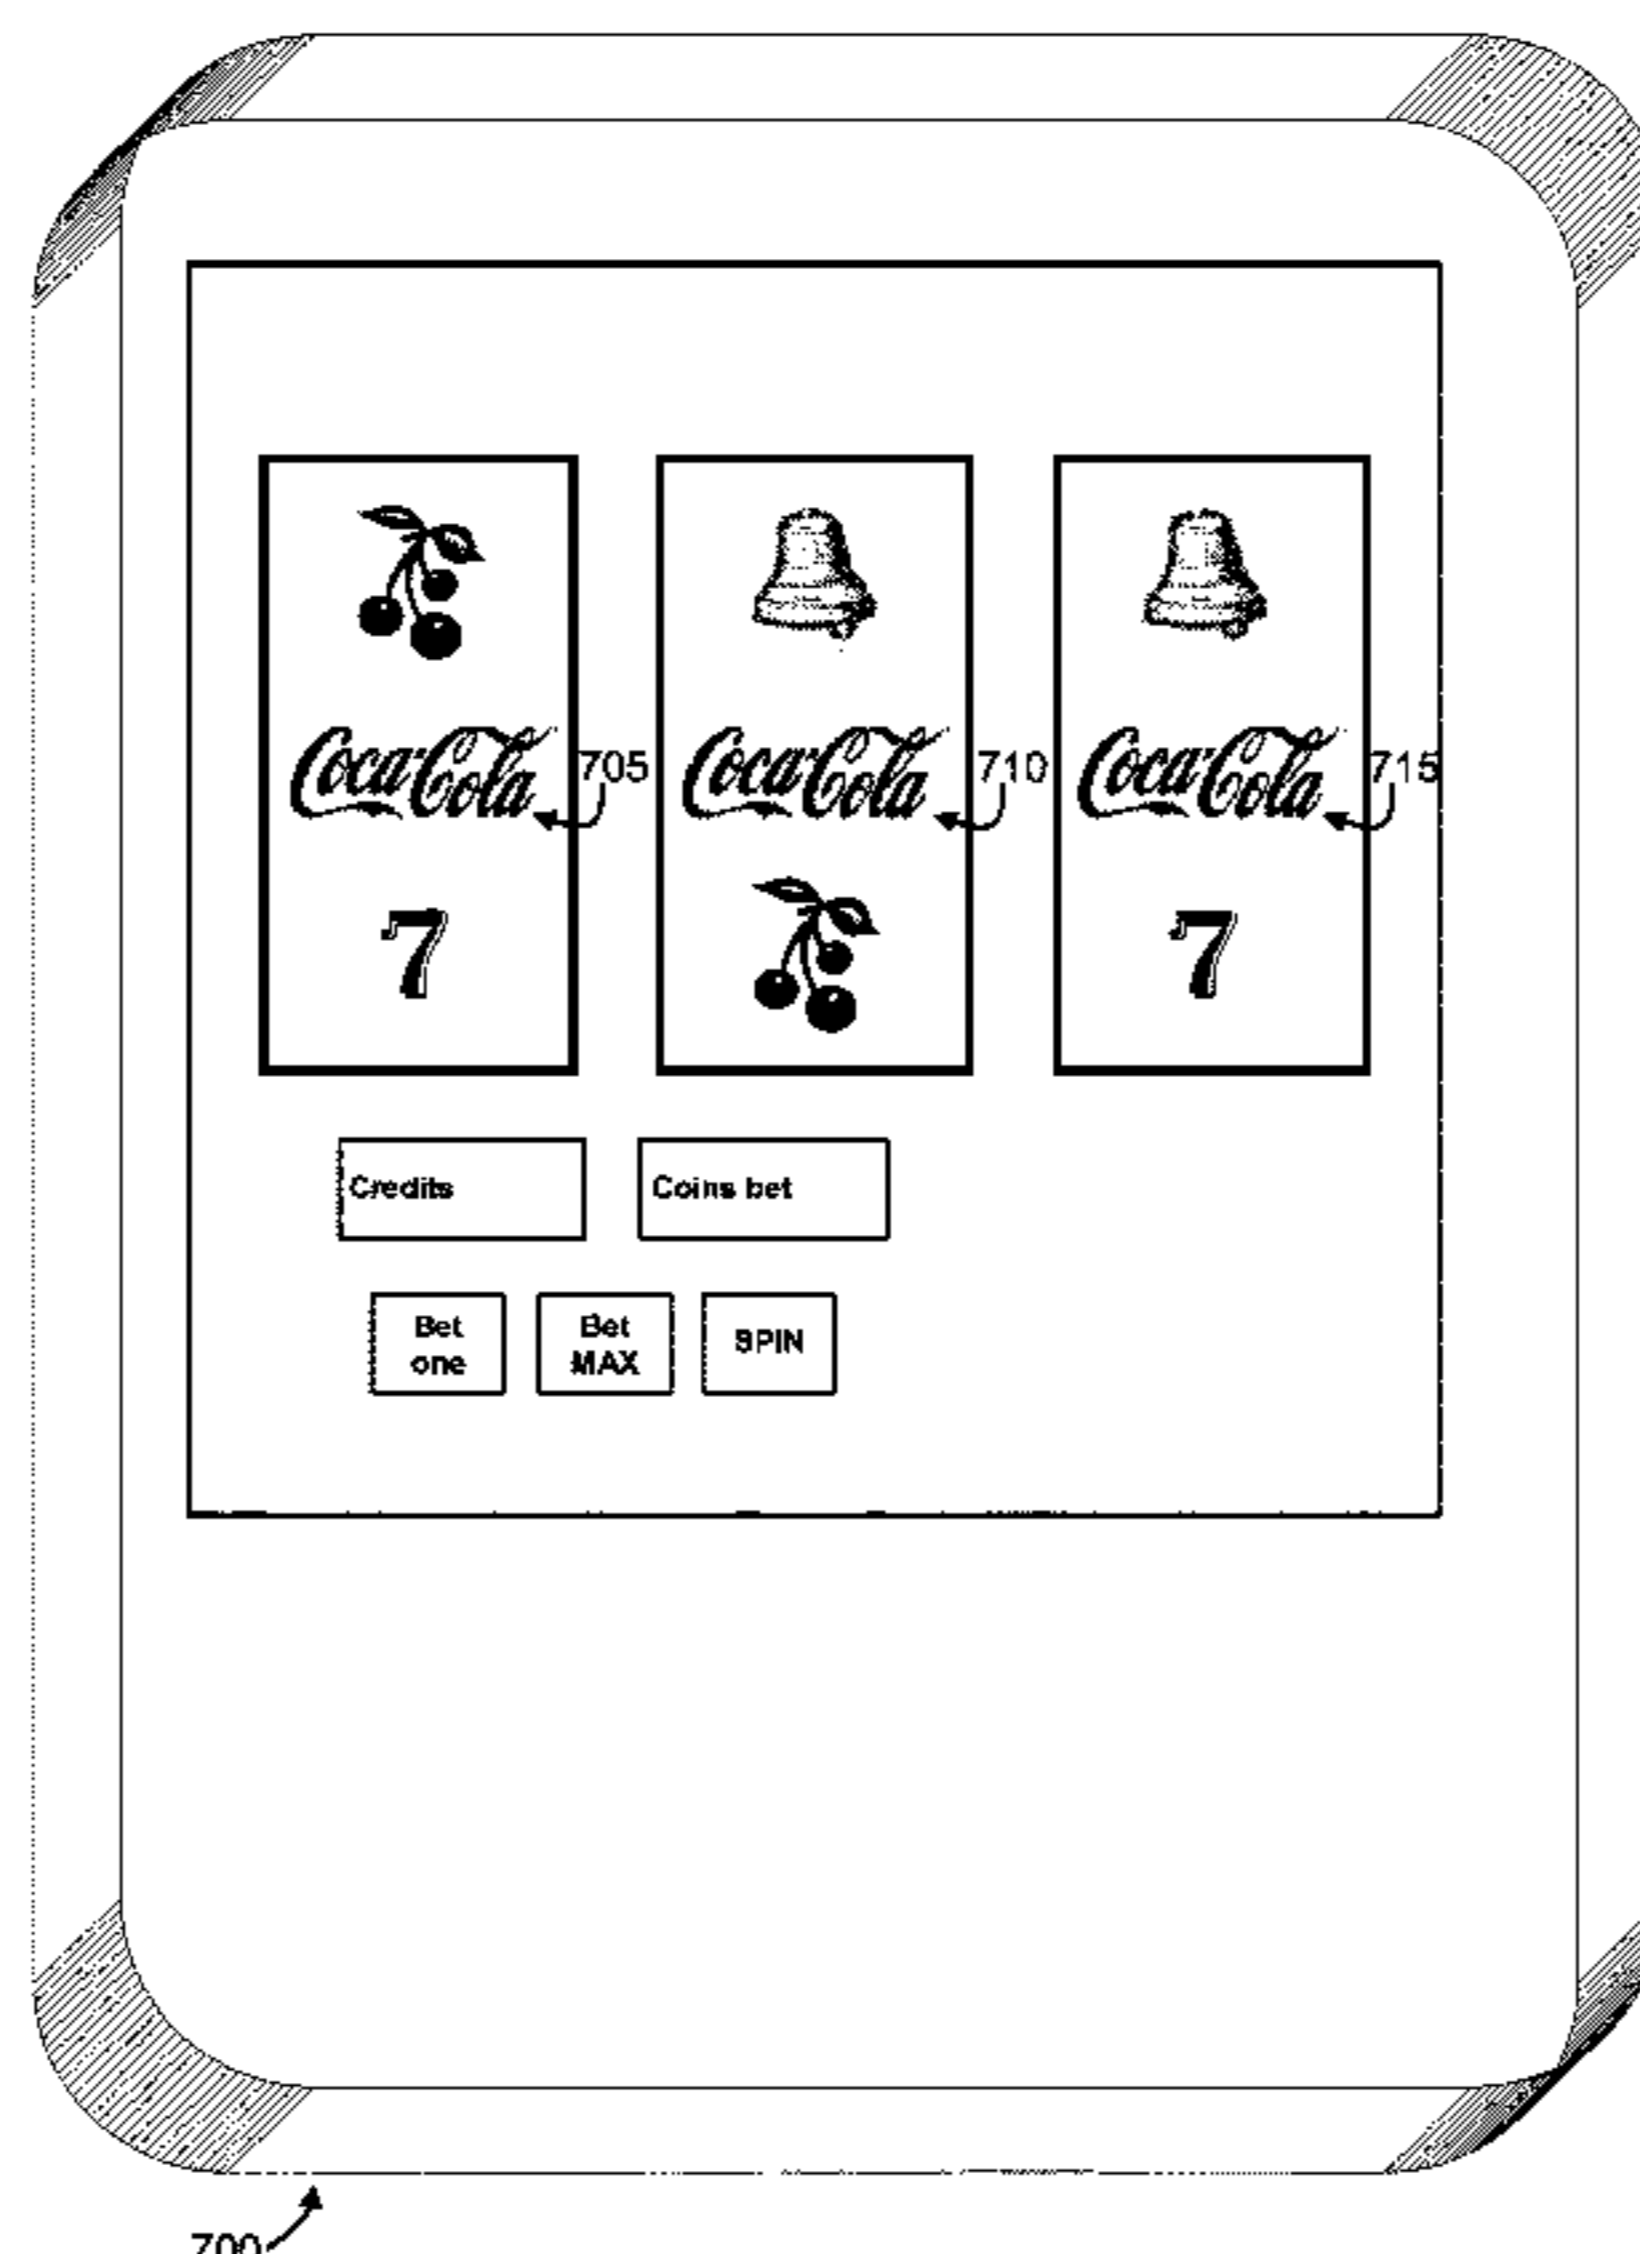 Coca-Cola 705 Coca-Cola 710 Coca-Cola 715
7 7
Credits Coins bet
Bet one Bet MAX SPIN
700